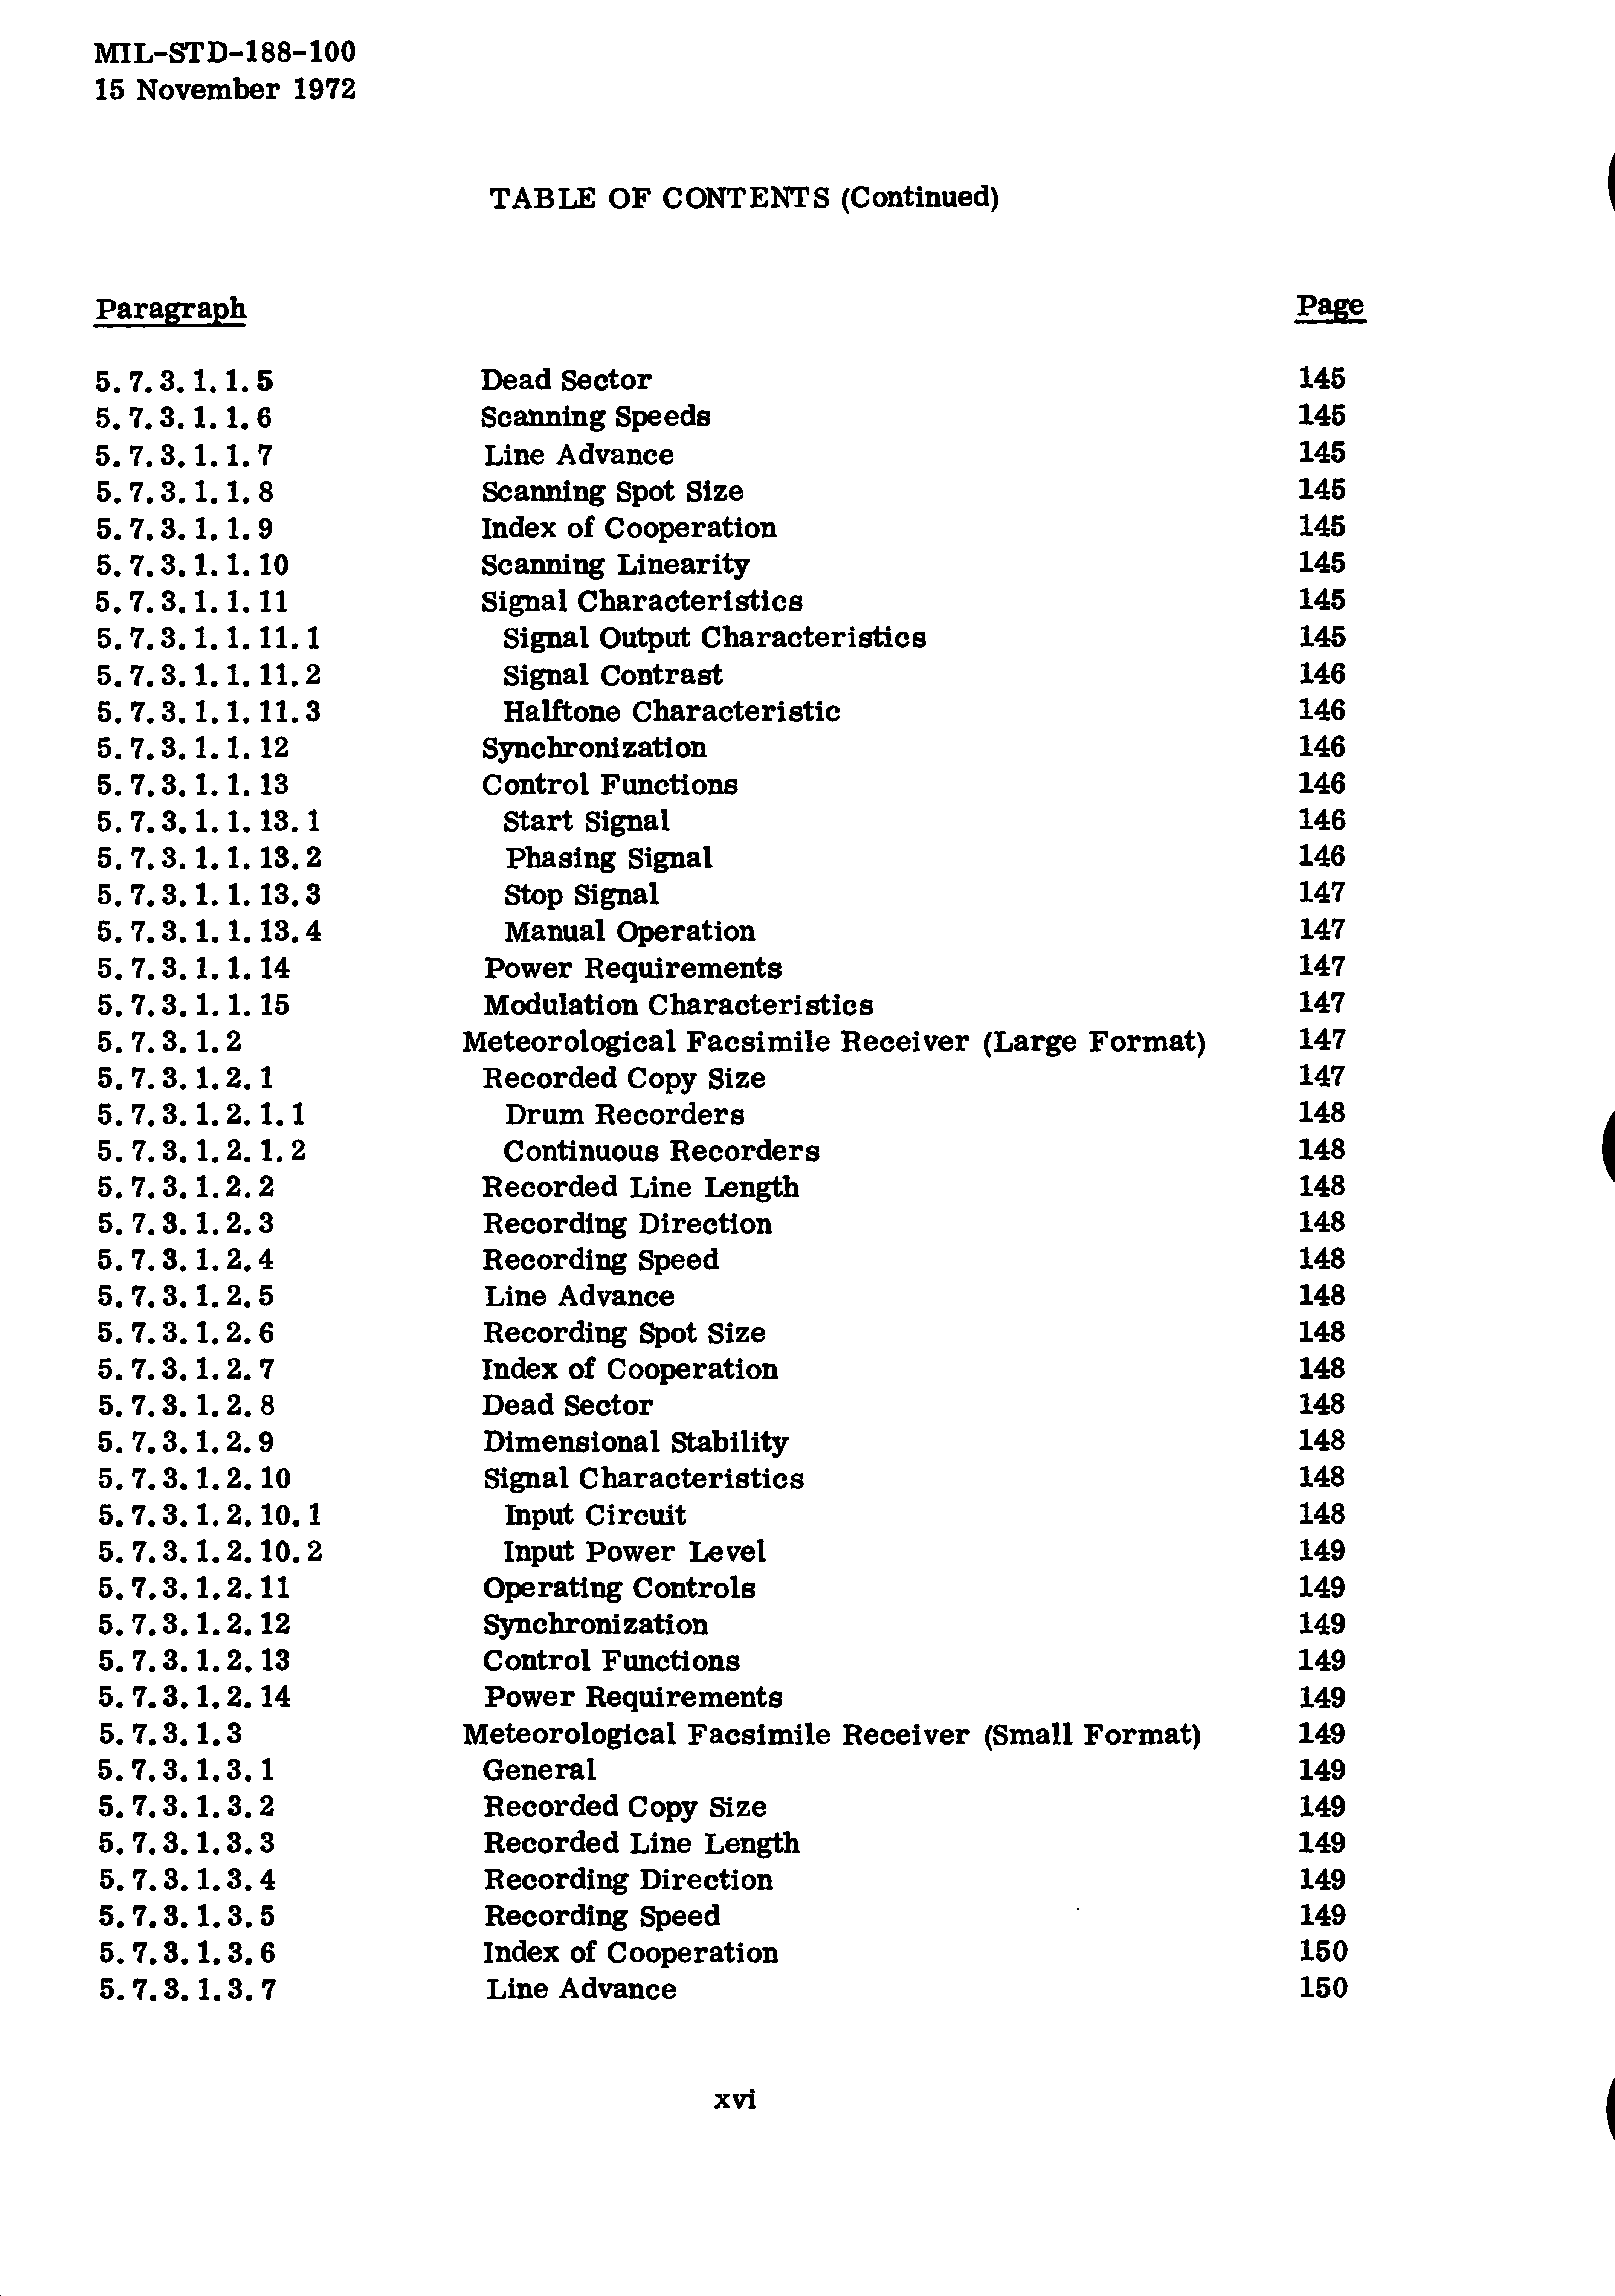 MIL-STD-188-100
15 November 1972
TABLE OF CONTENTS (Continued)
Paragraph Page
5.7.3.1.1.5 Dead Sector 145
5.7.3.1.1.6 Scanning Speeds 145
5.7.3.1.1.7 Line Advance 145
5.7.3.1.1.8 Scanning Spot Size 145
5.7.3.1.1.9 Index of Cooperation 145
5.7.3.1.1.10 Scanning Linearity 145
5.7.3.1.1.11 Signal Characteristics 145
5.7.3.1.1.11.1 Signal Output Characteristics 145
5.7.3.1.1.11.2 Signal Contrast 146
5.7.3.1.1.11.3 Halftone Characteristic 146
5.7.3.1.1.12 Synchronization 146
5.7.3.1.1.13 Control Functions 146
5.7.3.1.1.13.1 Start Signal 146
5.7.3.1.1.13.2 Phasing Signal 146
5.7.3.1.1.13.3 Stop Signal 147
5.7.3.1.1.13.4 Manual Operation 147
5.7.3.1.1.14 Power Requirements 147
5.7.3.1.1.15 Modulation Characteristics 147
5.7.3.1.2 Meteorological Facsimile Receiver (Large Format) 147
5.7.3.1.2.1 Recorded Copy Size 147
5.7.3.1.2.1.1 Drum Recorders 148
5.7.3.1.2.1.2 Continuous Recorders 148
5.7.3.1.2.2 Recorded Line Length 148
5.7.3.1.2.3 Recording Direction 148
5.7.3.1.2.4 Recording Speed 148
5.7.3.1.2.5 Line Advance 148
5.7.3.1.2.6 Recording Spot Size 148
5.7.3.1.2.7 Index of Cooperation 148
5.7.3.1.2.8 Dead Sector 148
5.7.3.1.2.9 Dimensional Stability 148
5.7.3.1.2.10 Signal Characteristics 148
5.7.3.1.2.10.1 Input Circuit 148
5.7.3.1.2.10.2 Input Power Level 149
5.7.3.1.2.11 Operating Controls 149
5.7.3.1.2.12 Synchronization 149
5.7.3.1.2.13 Control Functions 149
5.7.3.1.2.14 Power Requirements 149
5.7.3.1.3 Meteorological Facsimile Receiver (Small Format) 149
5.7.3.1.3.1 General 149
5.7.3.1.3.2 Recorded Copy Size 149
5.7.3.1.3.3 Recorded Line Length 149
5.7.3.1.3.4 Recording Direction 149
5.7.3.1.3.5 Recording Speed 149
5.7.3.1.3.6 Index of Cooperation 150
5.7.3.1.3.7 Line Advance 150
xvi